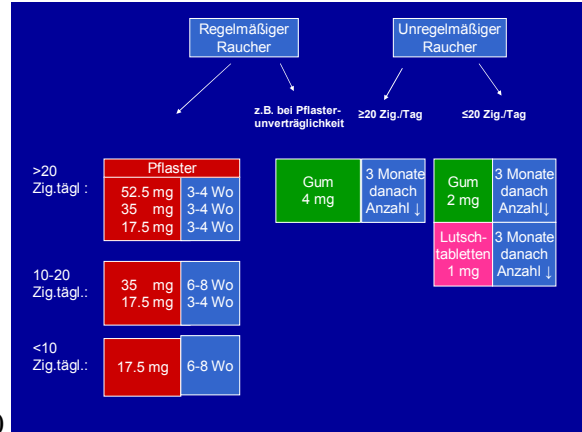 Regelmäßiger
Raucher
Unregelmäßiger
Raucher
z.B. bei Pflaster-
unverträglichkeit
≥20 Zig./Tag
≤20 Zig./Tag
>20
Zig.tägl :
Pflaster
52.5 mg 3-4 Wo
35 mg 3-4 Wo
17.5 mg 3-4 Wo
Gum
4 mg
3 Monate
danach
Anzahl ↓
Gum
2 mg
3 Monate
danach
Anzahl↓
Lutsch-
tabletten
1 mg
3 Monate
danach
Anzahl ↓
10-20
Zig.tägl.:
35 mg 6-8 Wo
17.5 mg 3-4 Wo
<10
Zig.tägl.:
17.5 mg 6-8 Wo